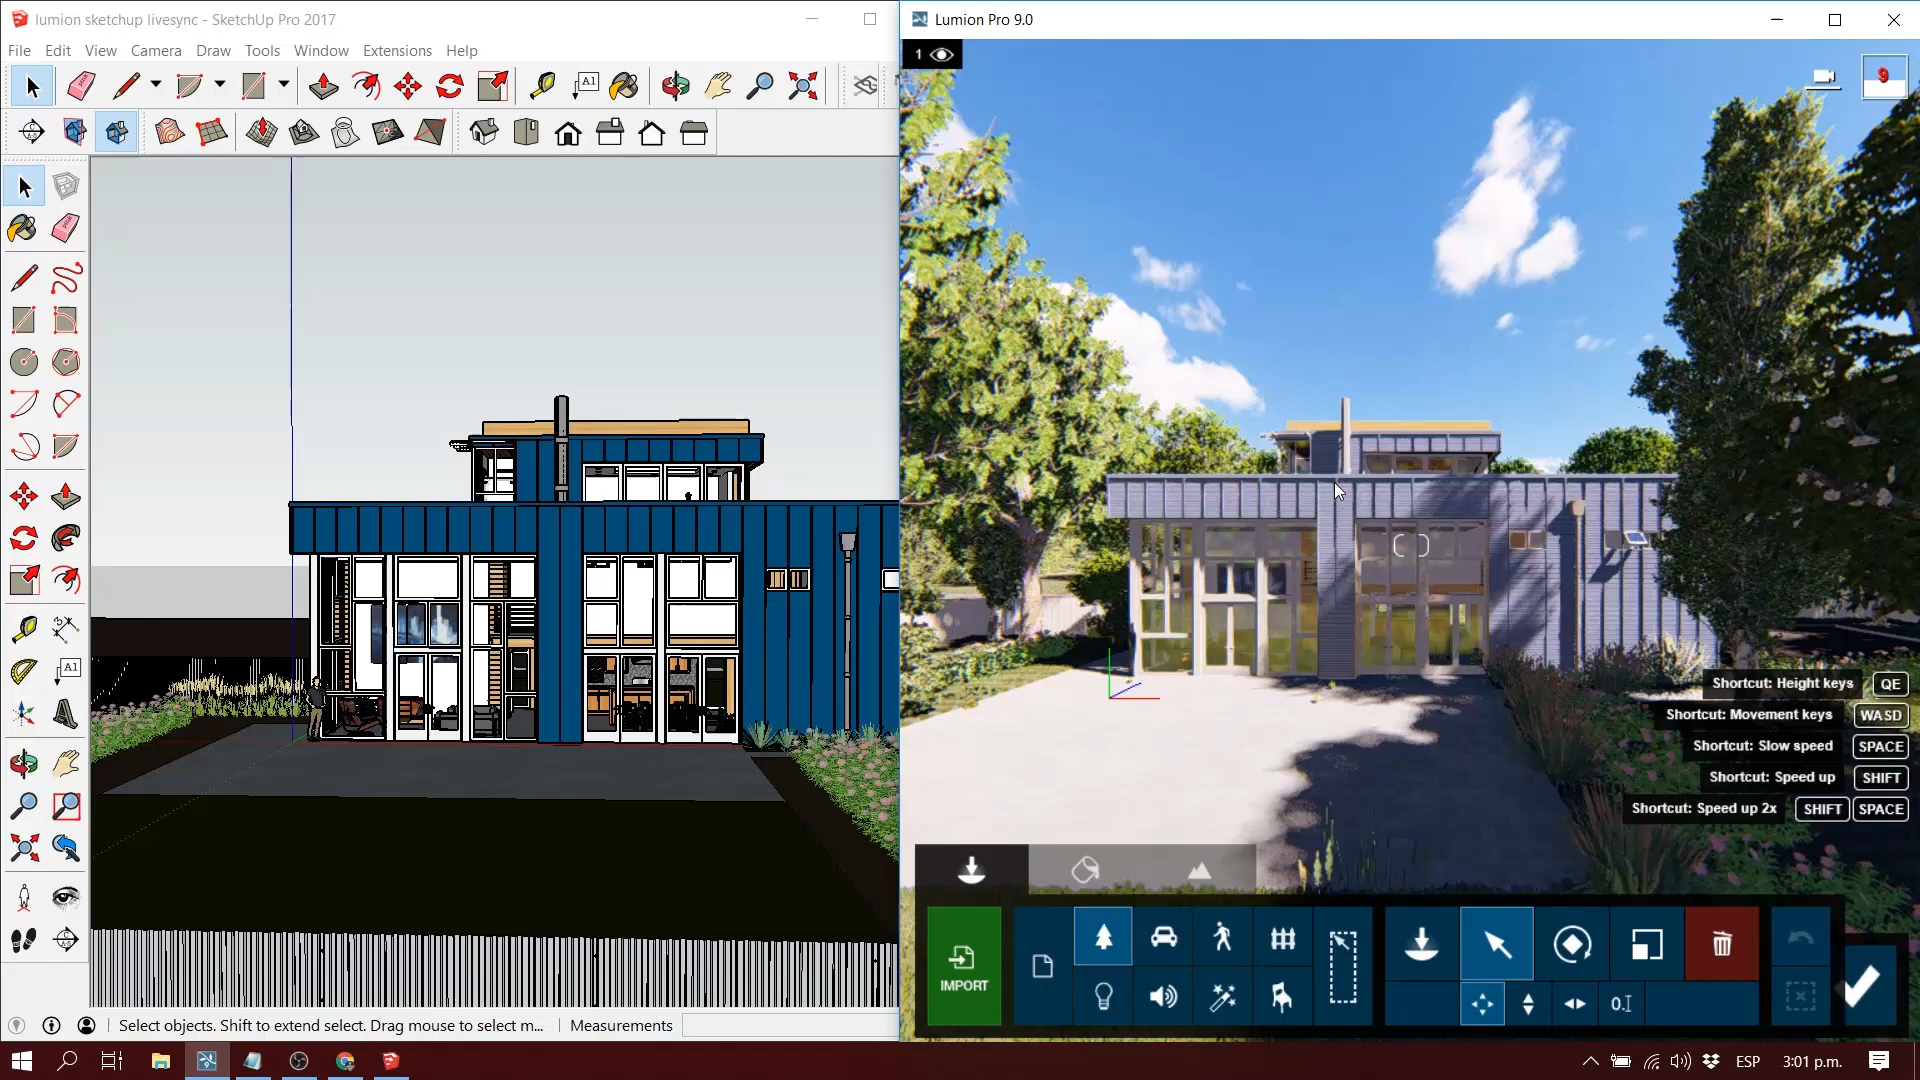 lumion sketchup livesync - SketchUp Pro 2017
File Edit View Camera Draw Tools Window Extensions Help
A1
A1
Select objects. Shift to extend select. Drag mouse to select m...
Measurements
Lumion Pro 9.0
1
9
Shortcut: Height keys QE
Shortcut: Movement keys WASD
Shortcut: Slow speed SPACE
Shortcut: Speed up SHIFT
Shortcut: Speed up 2x SHIFT SPACE
IMPORT
ESP
3:01 p.m.